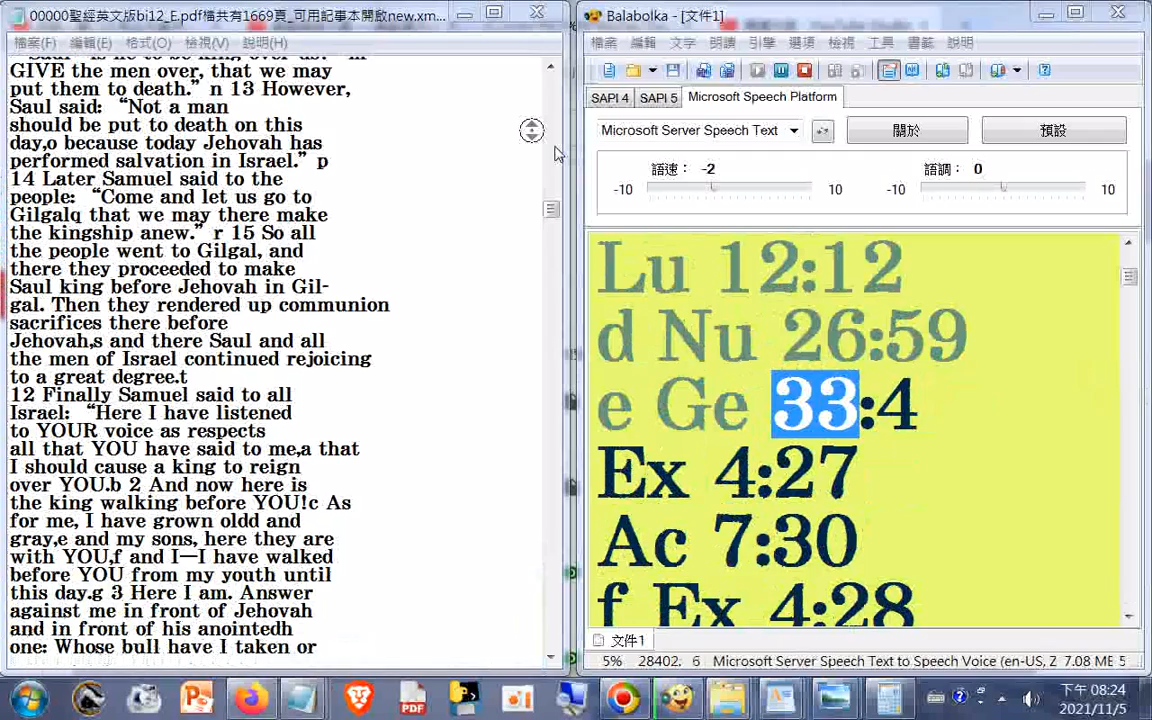 00000聖經英文版bi12_E.pdf檔共有1669頁_可用記事本開啟new.xm...
檔案(F) 編輯(E) 格式(O) 檢視(V) 說明(H)
GIVE the men over, that we may
put them to death.” n 13 However,
Saul said: “Not a man
should be put to death on this
day,o because today Jehovah has
performed salvation in Israel.” p
14 Later Samuel said to the
people: “Come and let us go to
Gilgalq that we may there make
the kingship anew.” r 15 So all
the people went to Gilgal, and
there they proceeded to make
Saul king before Jehovah in Gil-
gal. Then they rendered up communion
sacrifices there before
Jehovah,s and there Saul and all
the men of Israel continued rejoicing
to a great degree.t
12 Finally Samuel said to all
Israel: “Here I have listened
to YOUR voice as respects
all that YOU have said to me,a that
I should cause a king to reign
over YOU.b 2 And now here is
the king walking before YOU!c As
for me, I have grown oldd and
gray,e and my sons, here they are
with YOU,f and I—I have walked
before YOU from my youth until
this day.g 3 Here I am. Answer
against me in front of Jehovah
and in front of his anointedh
one: Whose bull have I taken or
Balabolka - [文件1]
檔案 編輯 文字 朗讀 引擎 選項 檢視 工具 書籤 說明
SAPI 4 SAPI 5 Microsoft Speech Platform
Microsoft Server Speech Text 關於 預設
語速: -2 語調: 0
-10 10 -10 10
Lu 12:12
d Nu 26:59
e Ge 33:4
Ex 4:27
Ac 7:30
f Ex 4:28
文件1
5% 28402. 6 Microsoft Server Speech Text to Speech Voice (en-US, Z 7.08 MB 5
PDF
下午 08:24
2021/11/5